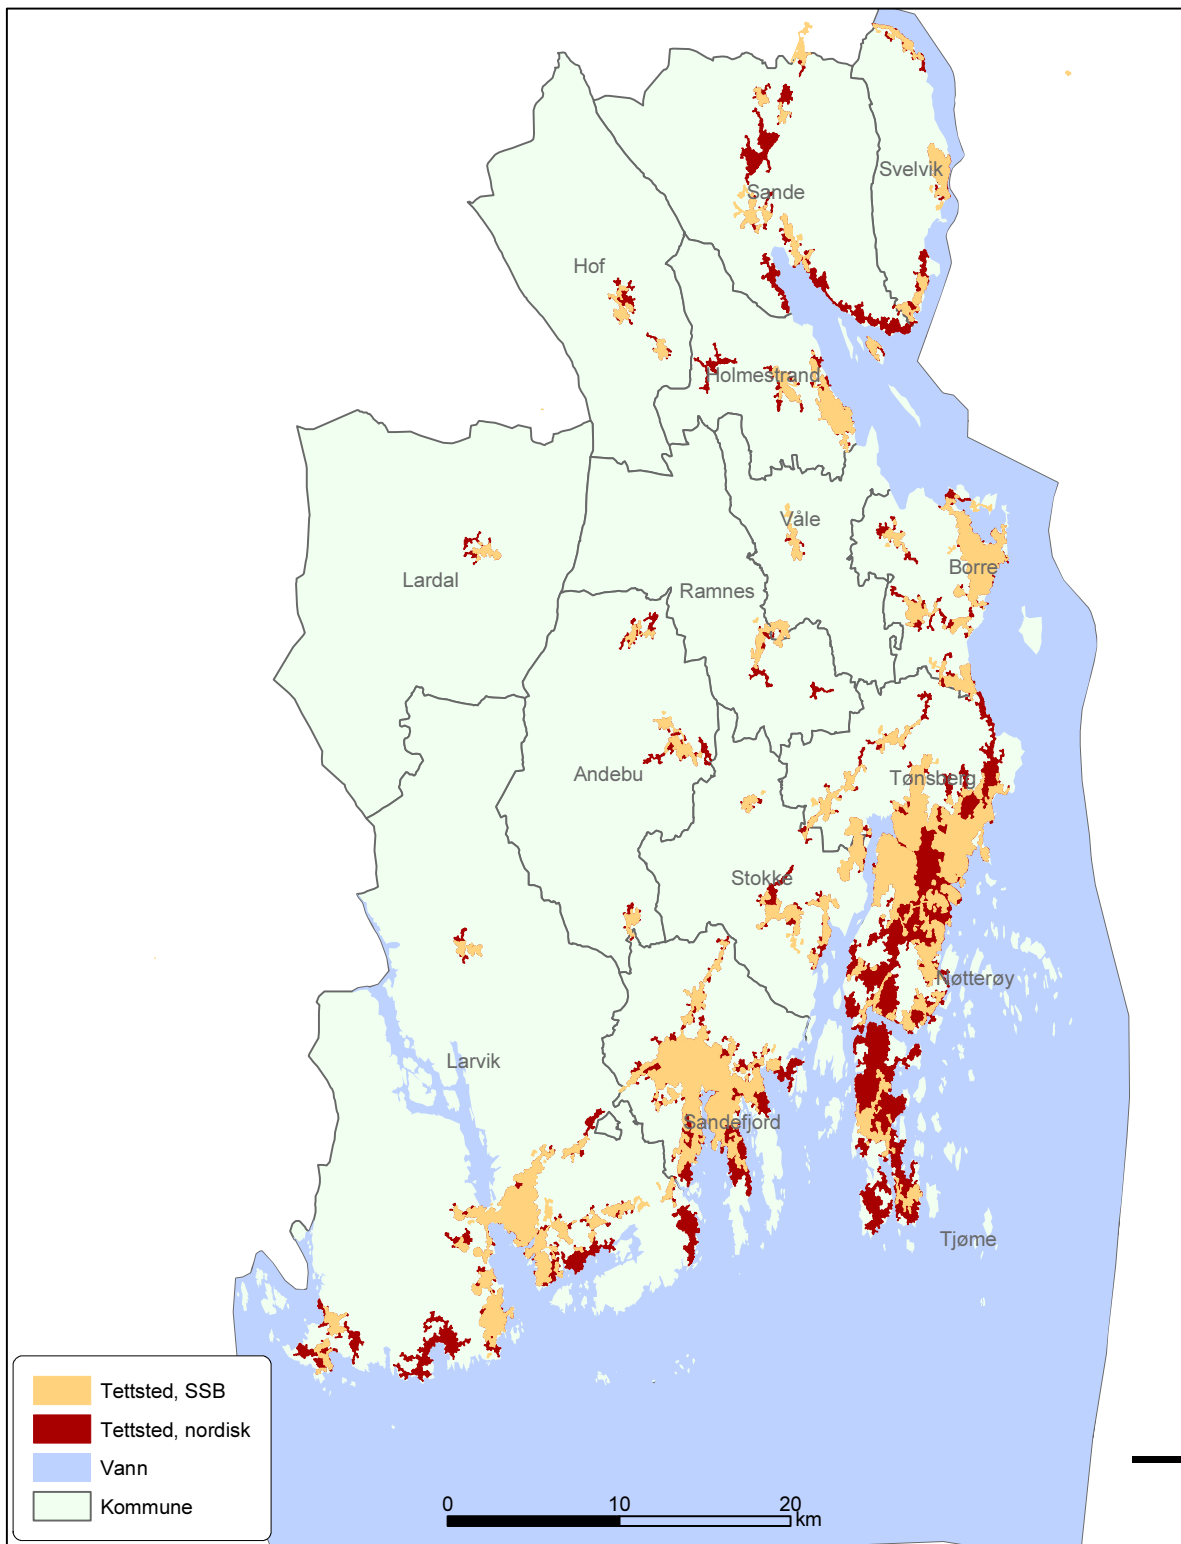 Svelvik
Sande
Hof
Holmestrand
Våle
Borre
Lardal
Ramnes
Andebu
Tønsberg
Stokke
Nøtterøy
Larvik
Sandefjord
Tjøme
Tettsted, SSB
Tettsted, nordisk
Vann
Kommune
0 10 20
km